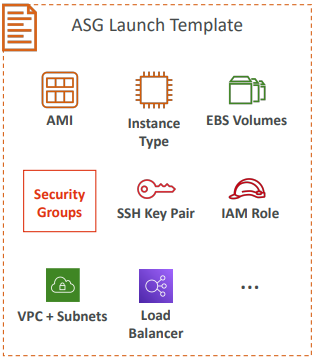 ASG Launch Template
AMI
Instance
Type
EBS Volumes
Security
Groups
SSH Key Pair
IAM Role
VPC + Subnets
Load
Balancer
...